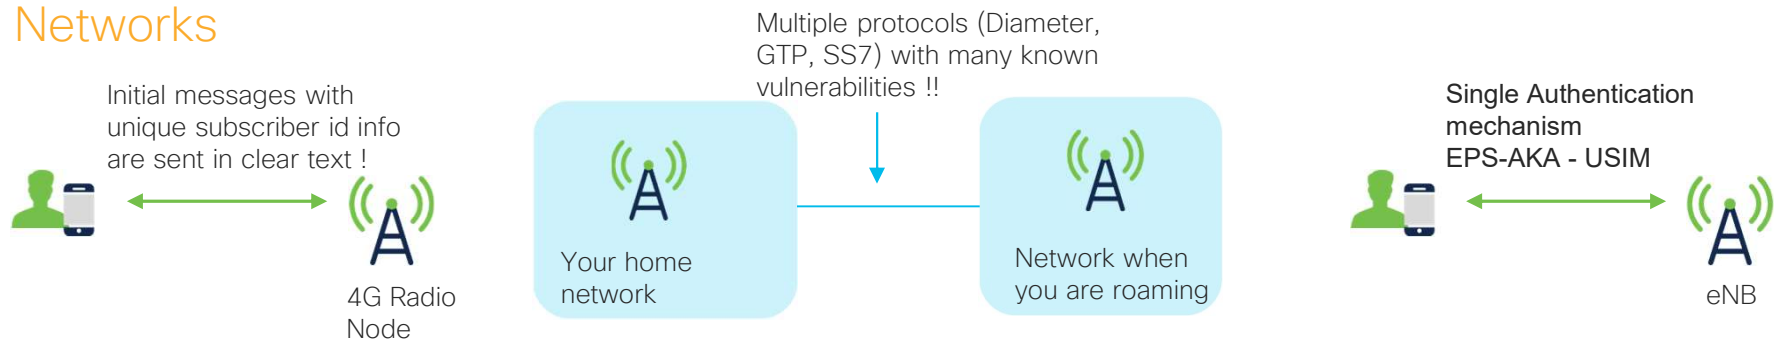 Networks
Initial messages with
unique subscriber id info
are sent in clear text !
4G Radio
Node
Multiple protocols (Diameter,
GTP, SS7) with many known
vulnerabilities !!
Your home
network
Network when
you are roaming
Single Authentication
mechanism
EPS-AKA - USIM
eNB